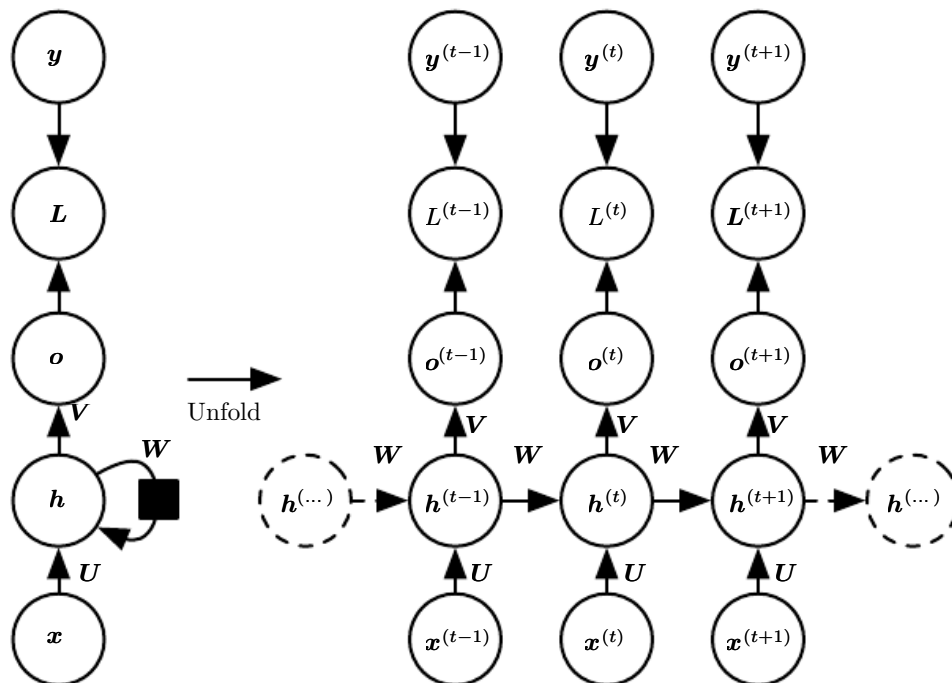 y y^(t−1) y^(t) y^(t+1)
L L^(t−1) L^(t) L^(t+1)
o o^(t−1) o^(t) o^(t+1)
V Unfold V V V
W W W W W
h h^(...) h^(t−1) h^(t) h^(t+1) h^(...)
U U U U
x x^(t−1) x^(t) x^(t+1)